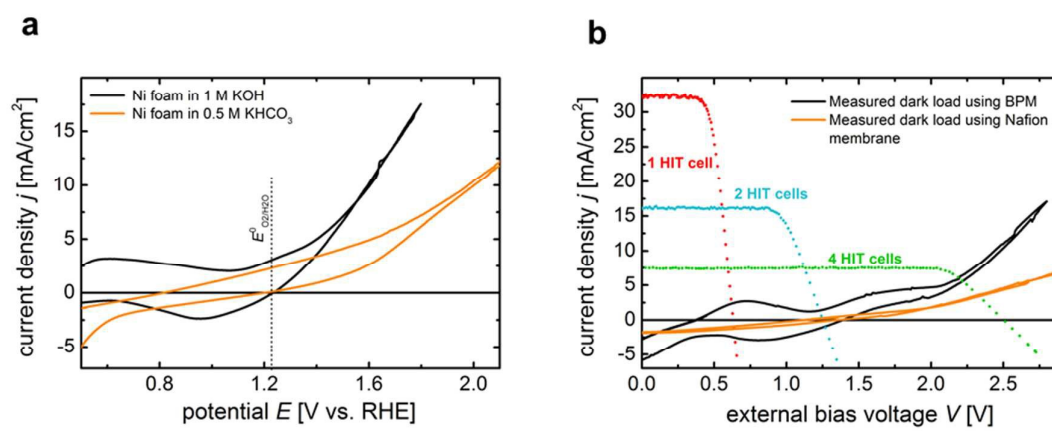 a
Ni foam in 1 M KOH
Ni foam in 0.5 M KHCO3
E0O2/H2O
current density j [mA/cm2]
15
10
5
0
-5
0.8 1.2 1.6 2.0
potential E [V vs. RHE]
b
Measured dark load using BPM
Measured dark load using Nafion
membrane
1 HIT cell
2 HIT cells
4 HIT cells
current density j [mA/cm2]
30
25
20
15
10
5
0
-5
0.0 0.5 1.0 1.5 2.0 2.5
external bias voltage V [V]